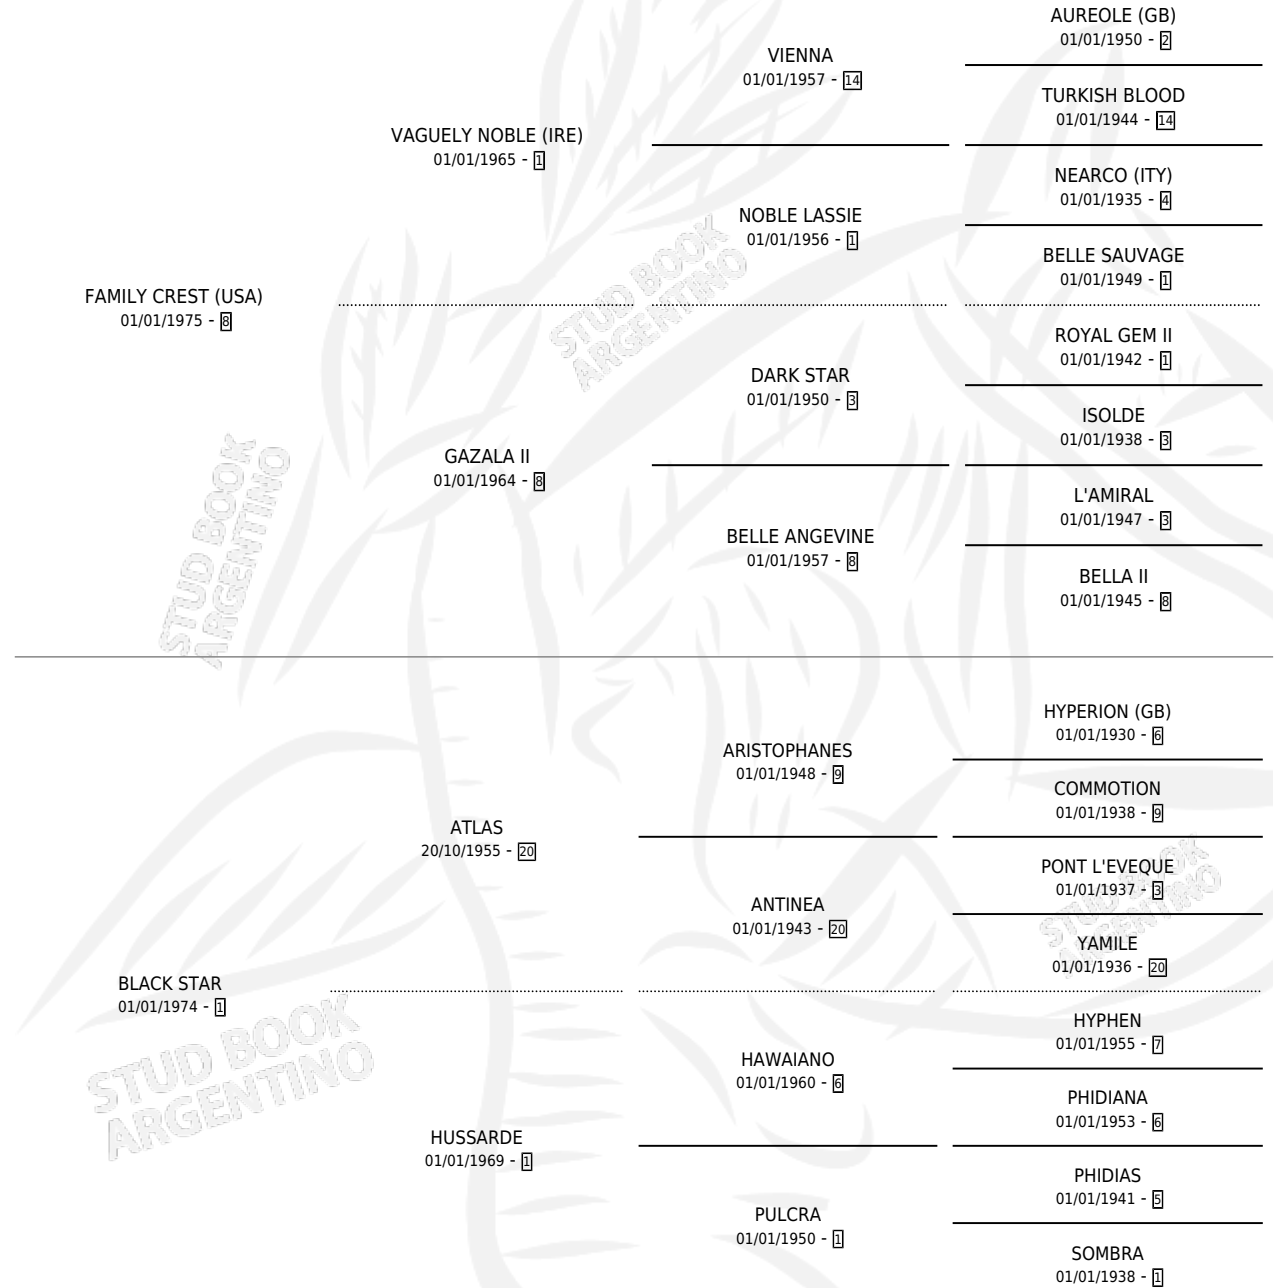 AUREOLE (GB)
01/01/1950 - 2
VIENNA
01/01/1957 - 14
TURKISH BLOOD
01/01/1944 - 14
VAGUELY NOBLE (IRE)
01/01/1965 - 1
NEARCO (ITY)
01/01/1935 - 4
NOBLE LASSIE
01/01/1956 - 1
BELLE SAUVAGE
01/01/1949 - 1
FAMILY CREST (USA)
01/01/1975 - 8
ROYAL GEM II
01/01/1942 - 1
DARK STAR
01/01/1950 - 3
ISOLDE
01/01/1938 - 3
GAZALA II
01/01/1964 - 8
L'AMIRAL
01/01/1947 - 3
BELLE ANGEVINE
01/01/1957 - 8
BELLA II
01/01/1945 - 8
HYPERION (GB)
01/01/1930 - 6
ARISTOPHANES
01/01/1948 - 9
COMMOTION
01/01/1938 - 9
ATLAS
20/10/1955 - 20
PONT L'EVEQUE
01/01/1937 - 3
ANTINEA
01/01/1943 - 20
YAMILE
01/01/1936 - 20
BLACK STAR
01/01/1974 - 1
HYPHEN
01/01/1955 - 7
HAWAIANO
01/01/1960 - 6
PHIDIANA
01/01/1953 - 6
HUSSARDE
01/01/1969 - 1
PHIDIAS
01/01/1941 - 5
PULCRA
01/01/1950 - 1
SOMBRA
01/01/1938 - 1
STUD BOOK
ARGENTINO
STUD BOOK
ARGENTINO
STUD BOOK
ARGENTINO
STUD BOOK
ARGENTINO